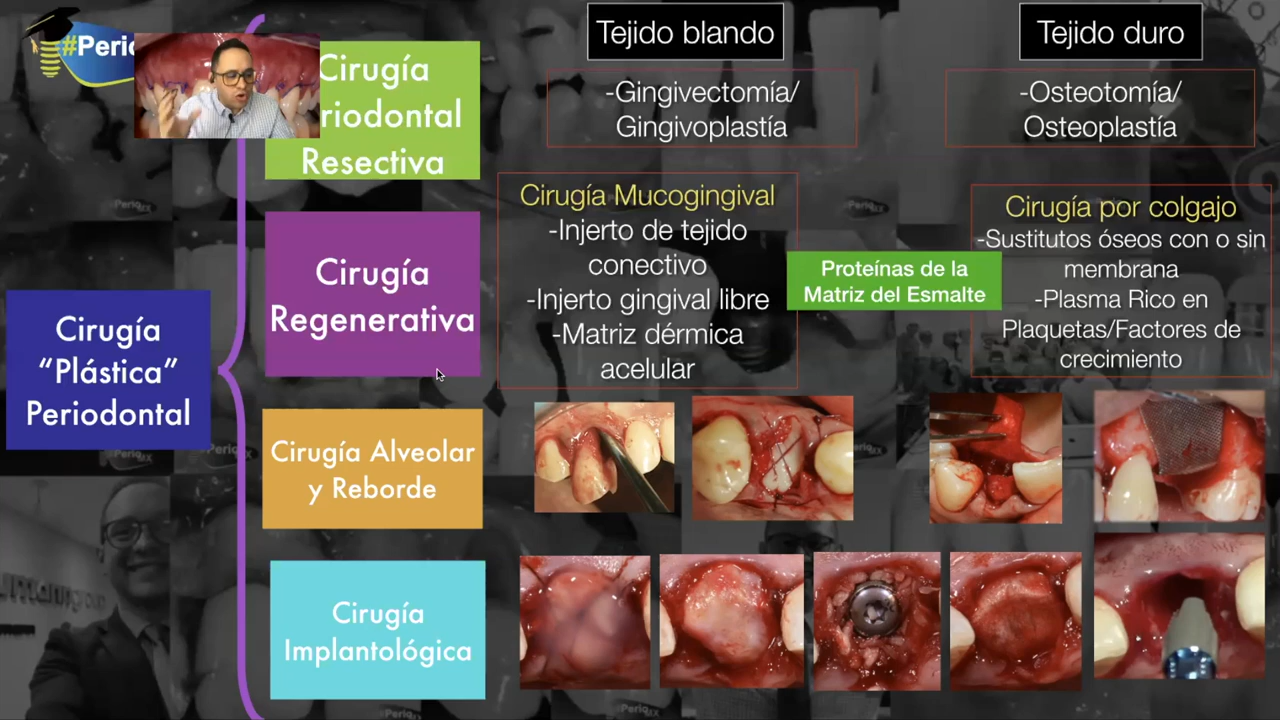 #Perio
Tejido blando
Tejido duro
Cirugía
riodontal
Resectiva
-Gingivectomía/
Gingivoplastía
-Osteotomía/
Osteoplastía
Cirugía
"Plástica"
Periodontal
Cirugía
Regenerativa
Cirugía Mucogingival
-Injerto de tejido
conectivo
-Injerto gingival libre
-Matriz dérmica
acelular
Proteínas de la
Matriz del Esmalte
Cirugía por colgajo
-Sustitutos óseos con o sin
membrana
-Plasma Rico en
Plaquetas/Factores de
crecimiento
Cirugía Alveolar
y Reborde
Cirugía
Implantológica